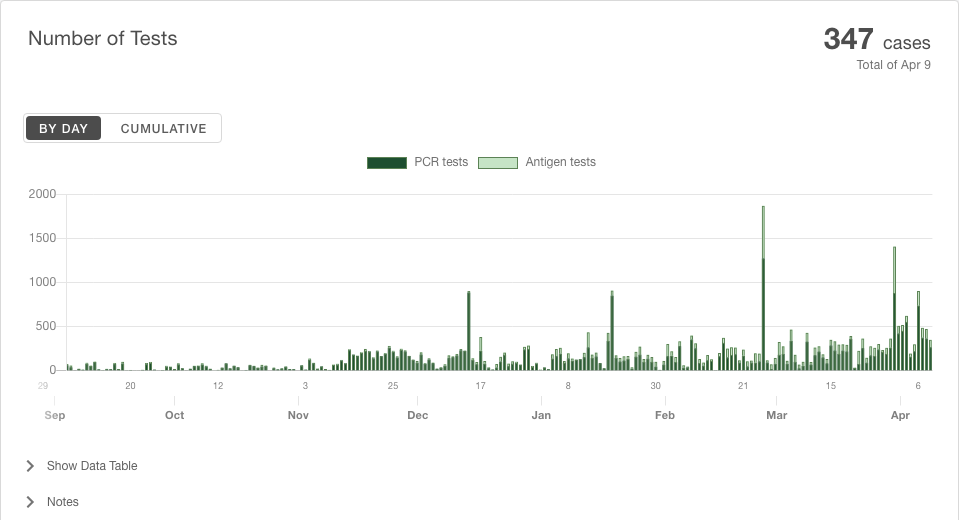 Number of Tests
347 cases
Total of Apr 9
BY DAY CUMULATIVE
PCR tests Antigen tests
2000
1500
1000
500
0
29 20 12 3 25 17 8 30 21 15 6
Sep Oct Nov Dec Jan Feb Mar Apr
Show Data Table
Notes